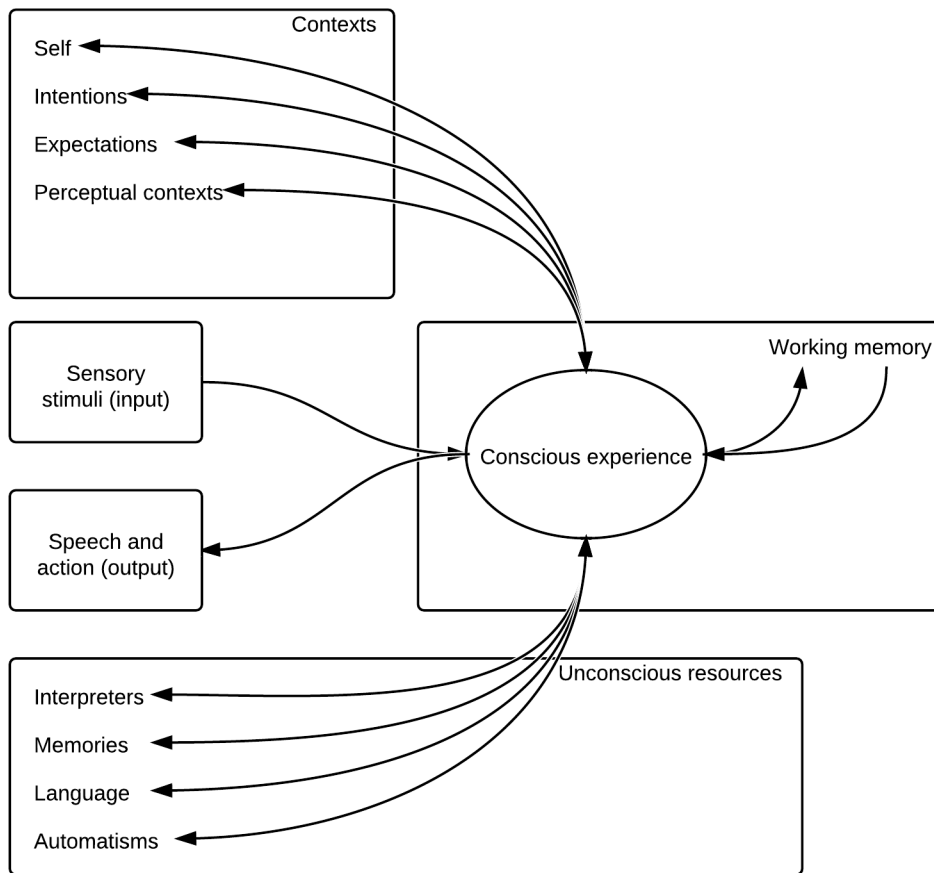 Contexts
Self
Intentions
Expectations
Perceptual contexts
Sensory
stimuli (input)
Working memory
Conscious experience
Speech and
action (output)
Unconscious resources
Interpreters
Memories
Language
Automatisms